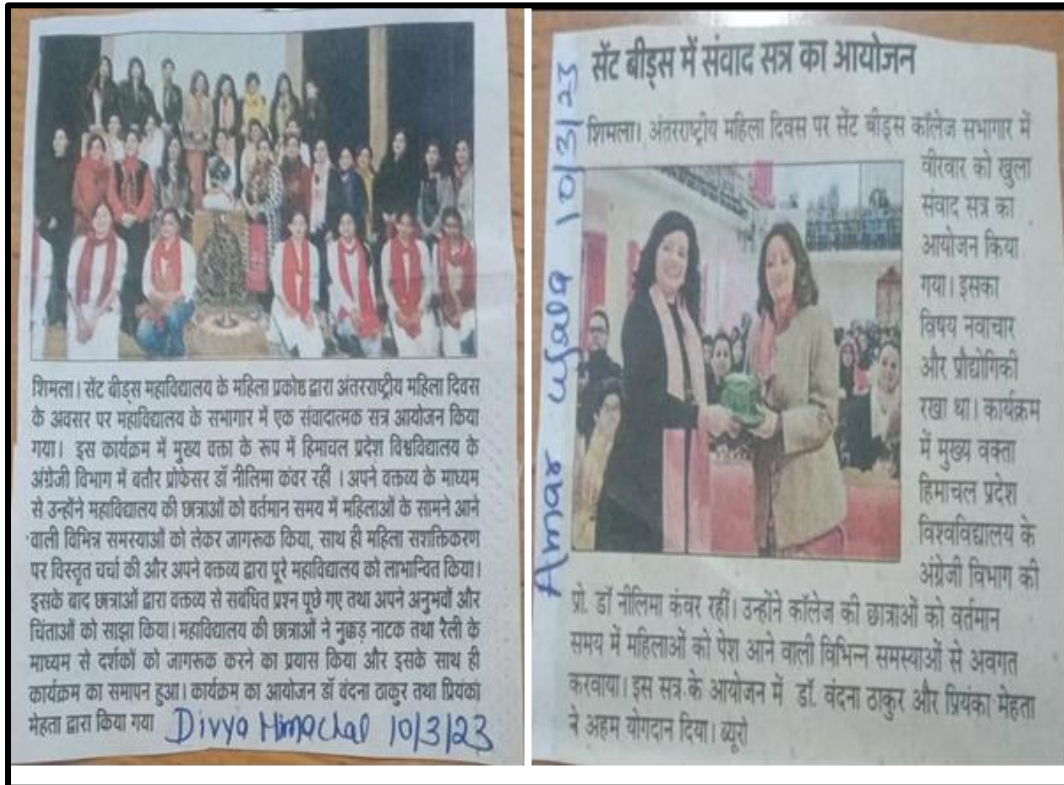 शिमला। सेंट बीड्स महाविद्यालय के महिला प्रकोष्ठ द्वारा अंतरराष्ट्रीय महिला दिवस
के अवसर पर महाविद्यालय के सभागार में एक संवादात्मक सत्र आयोजन किया
गया। इस कार्यक्रम में मुख्य वक्ता के रूप में हिमाचल प्रदेश विश्वविद्यालय के
अंग्रेजी विभाग में बतौर प्रोफेसर डॉ नीलिमा कंवर रहीं । अपने वक्तव्य के माध्यम
से उन्होंने महाविद्यालय की छात्राओं को वर्तमान समय में महिलाओं के सामने आने
वाली विभिन्न समस्याओं को लेकर जागरूक किया, साथ ही महिला सशक्तिकरण
पर विस्तृत चर्चा की और अपने वक्तव्य द्वारा पूरे महाविद्यालय को लाभान्वित किया।
इसके बाद छात्राओं द्वारा वक्तव्य से सबंधित प्रश्न पूछे गए तथा अपने अनुभवों और
चिंताओं को साझा किया। महाविद्यालय की छात्राओं ने नुक्कड़ नाटक तथा रैली के
माध्यम से दर्शकों को जागरूक करने का प्रयास किया और इसके साथ ही
कार्यक्रम का समापन हुआ। कार्यक्रम का आयोजन डॉ वंदना ठाकुर तथा प्रियंका
मेहता द्वारा किया गया
Divya Himachal 10/3/23
सेंट बीड्स में संवाद सत्र का आयोजन
शिमला। अंतरराष्ट्रीय महिला दिवस पर सेंट बीड्स कॉलेज सभागार में
वीरवार को खुला
संवाद सत्र का
आयोजन किया
गया। इसका
विषय नवाचार
और प्रौद्योगिकी
रखा था। कार्यक्रम
में मुख्य वक्ता
हिमाचल प्रदेश
विश्वविद्यालय के
अंग्रेजी विभाग की
प्रो. डॉ नीलिमा कंवर रहीं। उन्होंने कॉलेज की छात्राओं को वर्तमान
समय में महिलाओं को पेश आने वाली विभिन्न समस्याओं से अवगत
करवाया। इस सत्र के आयोजन में डॉ. वंदना ठाकुर और प्रियंका मेहता
ने अहम योगदान दिया। ब्यूरो
Amar Ujala 10/3/23